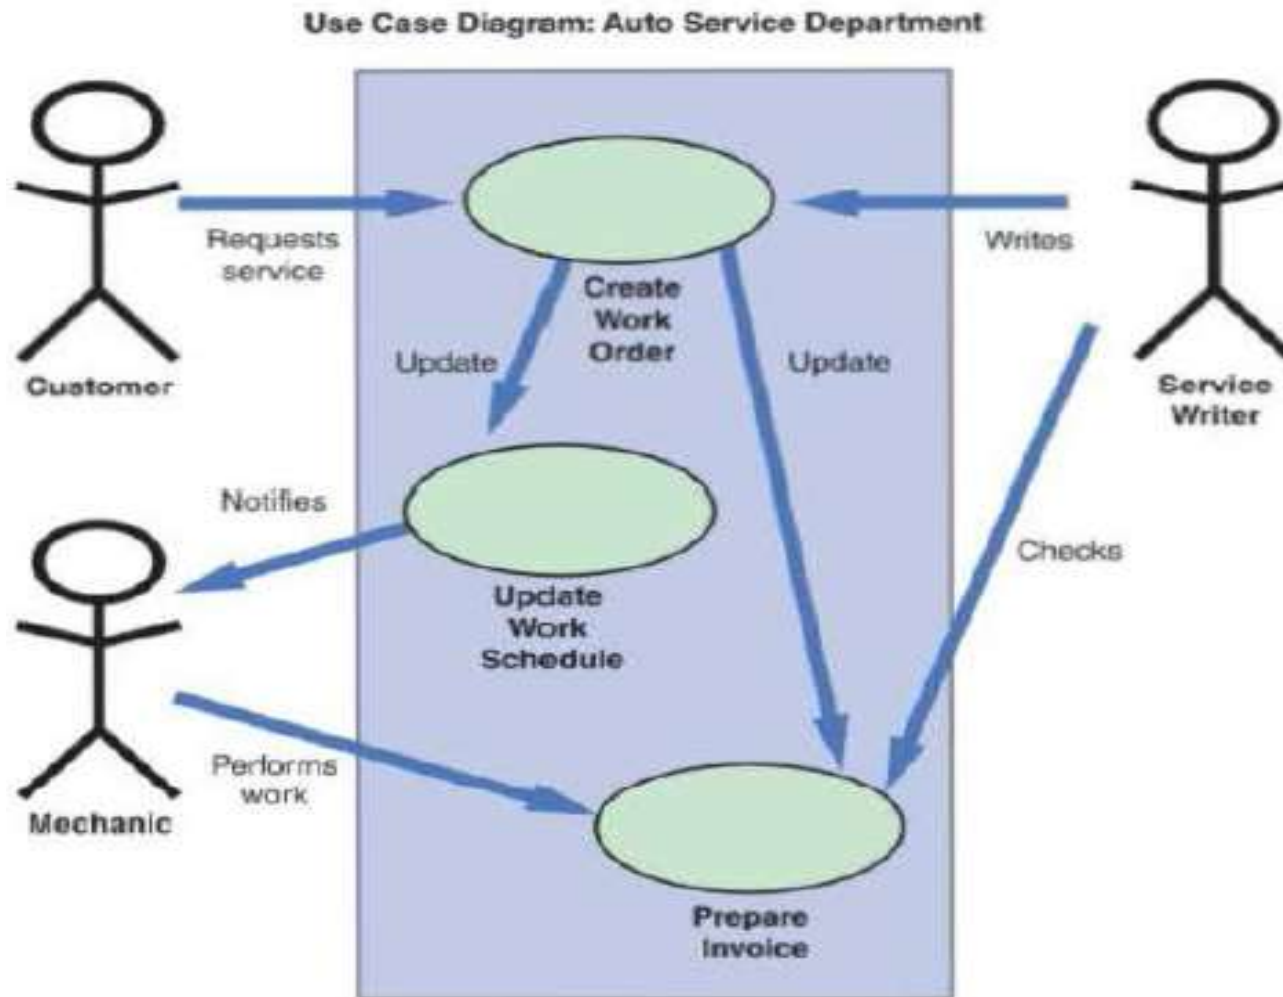 Use Case Diagram: Auto Service Department
Requests
service
Writes
Create
Work
Order
Customer
Update
Update
Service
Writer
Notifies
Checks
Update
Work
Schedule
Performs
work
Mechanic
Prepare
Invoice